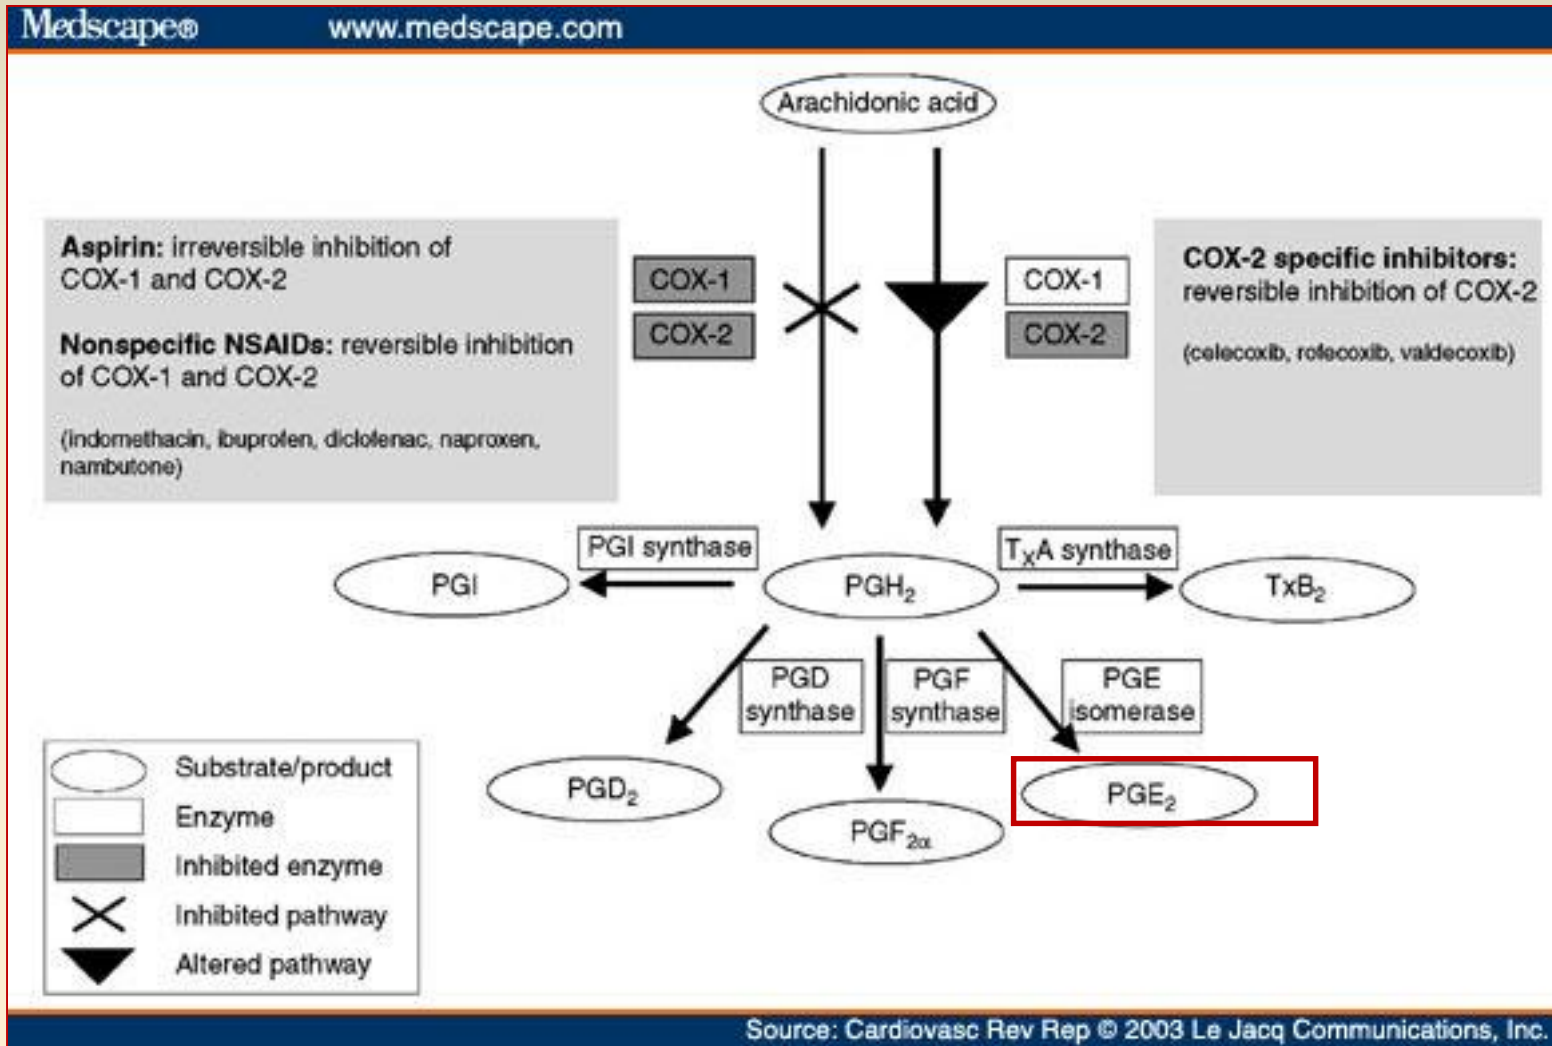 Medscape® www.medscape.com
Arachidonic acid
Aspirin: irreversible inhibition of
COX-1 and COX-2
Nonspecific NSAIDs: reversible inhibition
of COX-1 and COX-2
(indomethacin, ibuprofen, diclofenac, naproxen,
nambutone)
COX-1
COX-2
COX-1
COX-2
COX-2 specific inhibitors:
reversible inhibition of COX-2
(celecoxib, rofecoxib, valdecoxib)
PGI synthase
TXA synthase
PGI
PGH2
TxB2
PGD
synthase
PGF
synthase
PGE
isomerase
PGD2
PGF2α
PGE2
Substrate/product
Enzyme
Inhibited enzyme
Inhibited pathway
Altered pathway
Source: Cardiovasc Rev Rep © 2003 Le Jacq Communications, Inc.